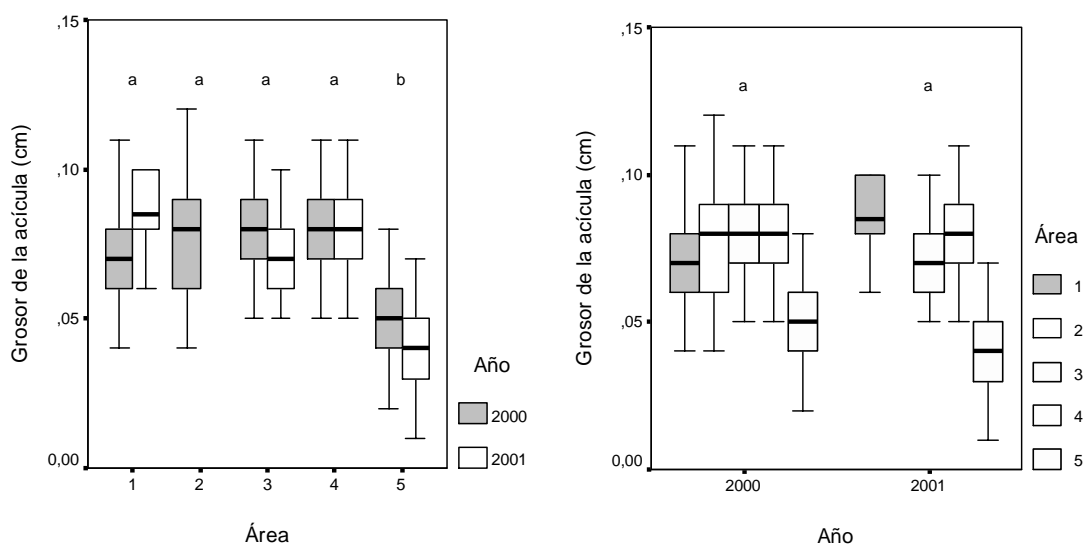 ,15
,10
,05
0,00
Grosor de la acícula (cm)
a a a a b
1 2 3 4 5
Área
Año
2000
2001
,15
,10
,05
0,00
Grosor de la acícula (cm)
a a
2000 2001
Año
Área
1
2
3
4
5